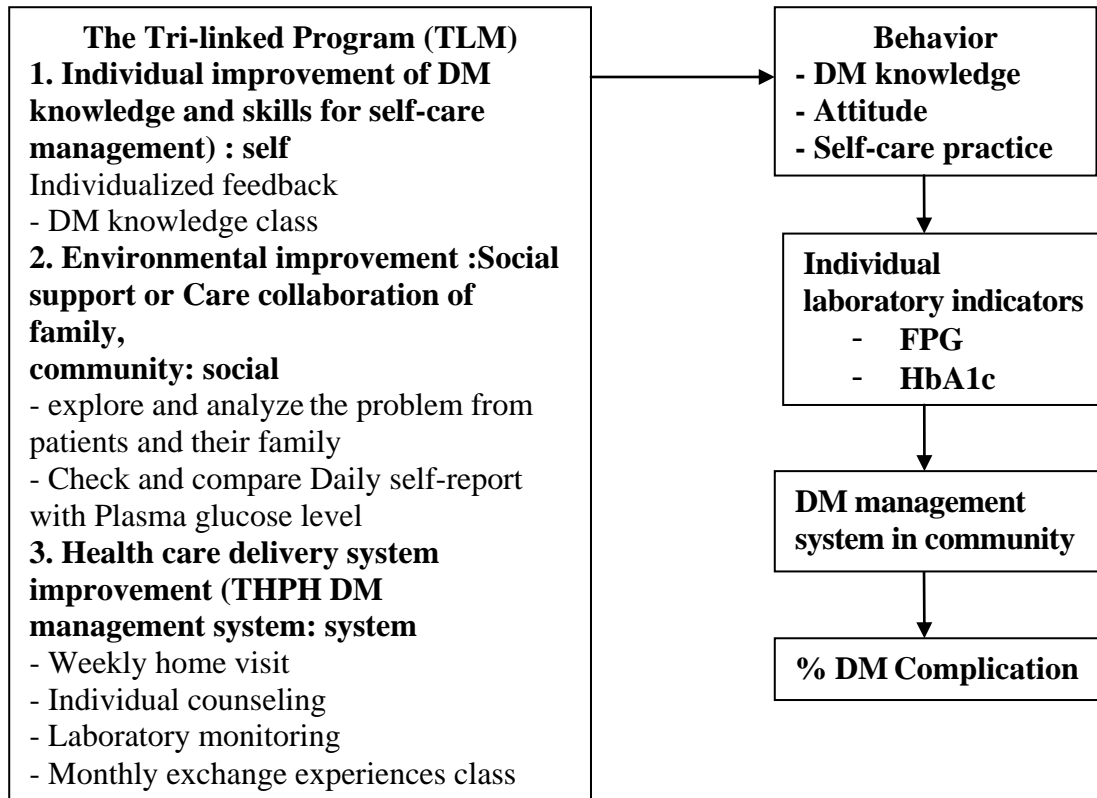 The Tri-linked Program (TLM)
1. Individual improvement of DM
knowledge and skills for self-care
management) : self
Individualized feedback
- DM knowledge class
2. Environmental improvement :Social
support or Care collaboration of
family,
community: social
- explore and analyze the problem from
patients and their family
- Check and compare Daily self-report
with Plasma glucose level
3. Health care delivery system
improvement (THPH DM
management system: system
- Weekly home visit
- Individual counseling
- Laboratory monitoring
- Monthly exchange experiences class
Behavior
- DM knowledge
- Attitude
- Self-care practice
Individual
laboratory indicators
- FPG
- HbA1c
DM management
system in community
% DM Complication